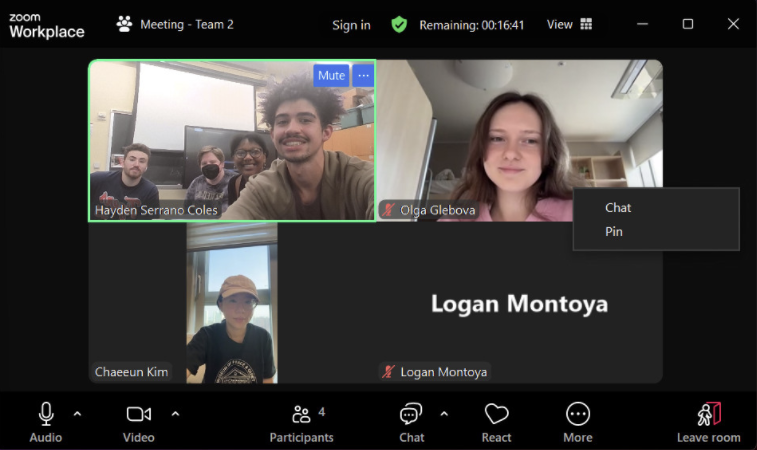 zoom
Workplace
Meeting - Team 2
Sign in
Remaining: 00:16:41
View
Mute
...
Hayden Serrano Coles
Olga Glebova
Chat
Pin
Chaeeun Kim
Logan Montoya
Logan Montoya
4
Audio
Video
Participants
Chat
React
More
Leave room